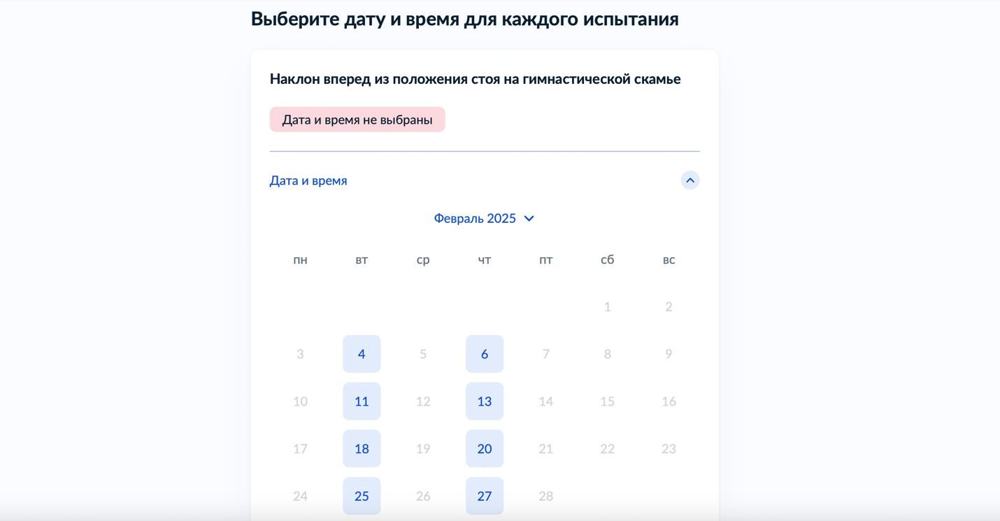 Выберите дату и время для каждого испытания
Наклон вперед из положения стоя на гимнастической скамье
Дата и время не выбраны
Дата и время
Февраль 2025
пн вт ср чт пт сб вс
1 2
3 4 5 6 7 8 9
10 11 12 13 14 15 16
17 18 19 20 21 22 23
24 25 26 27 28